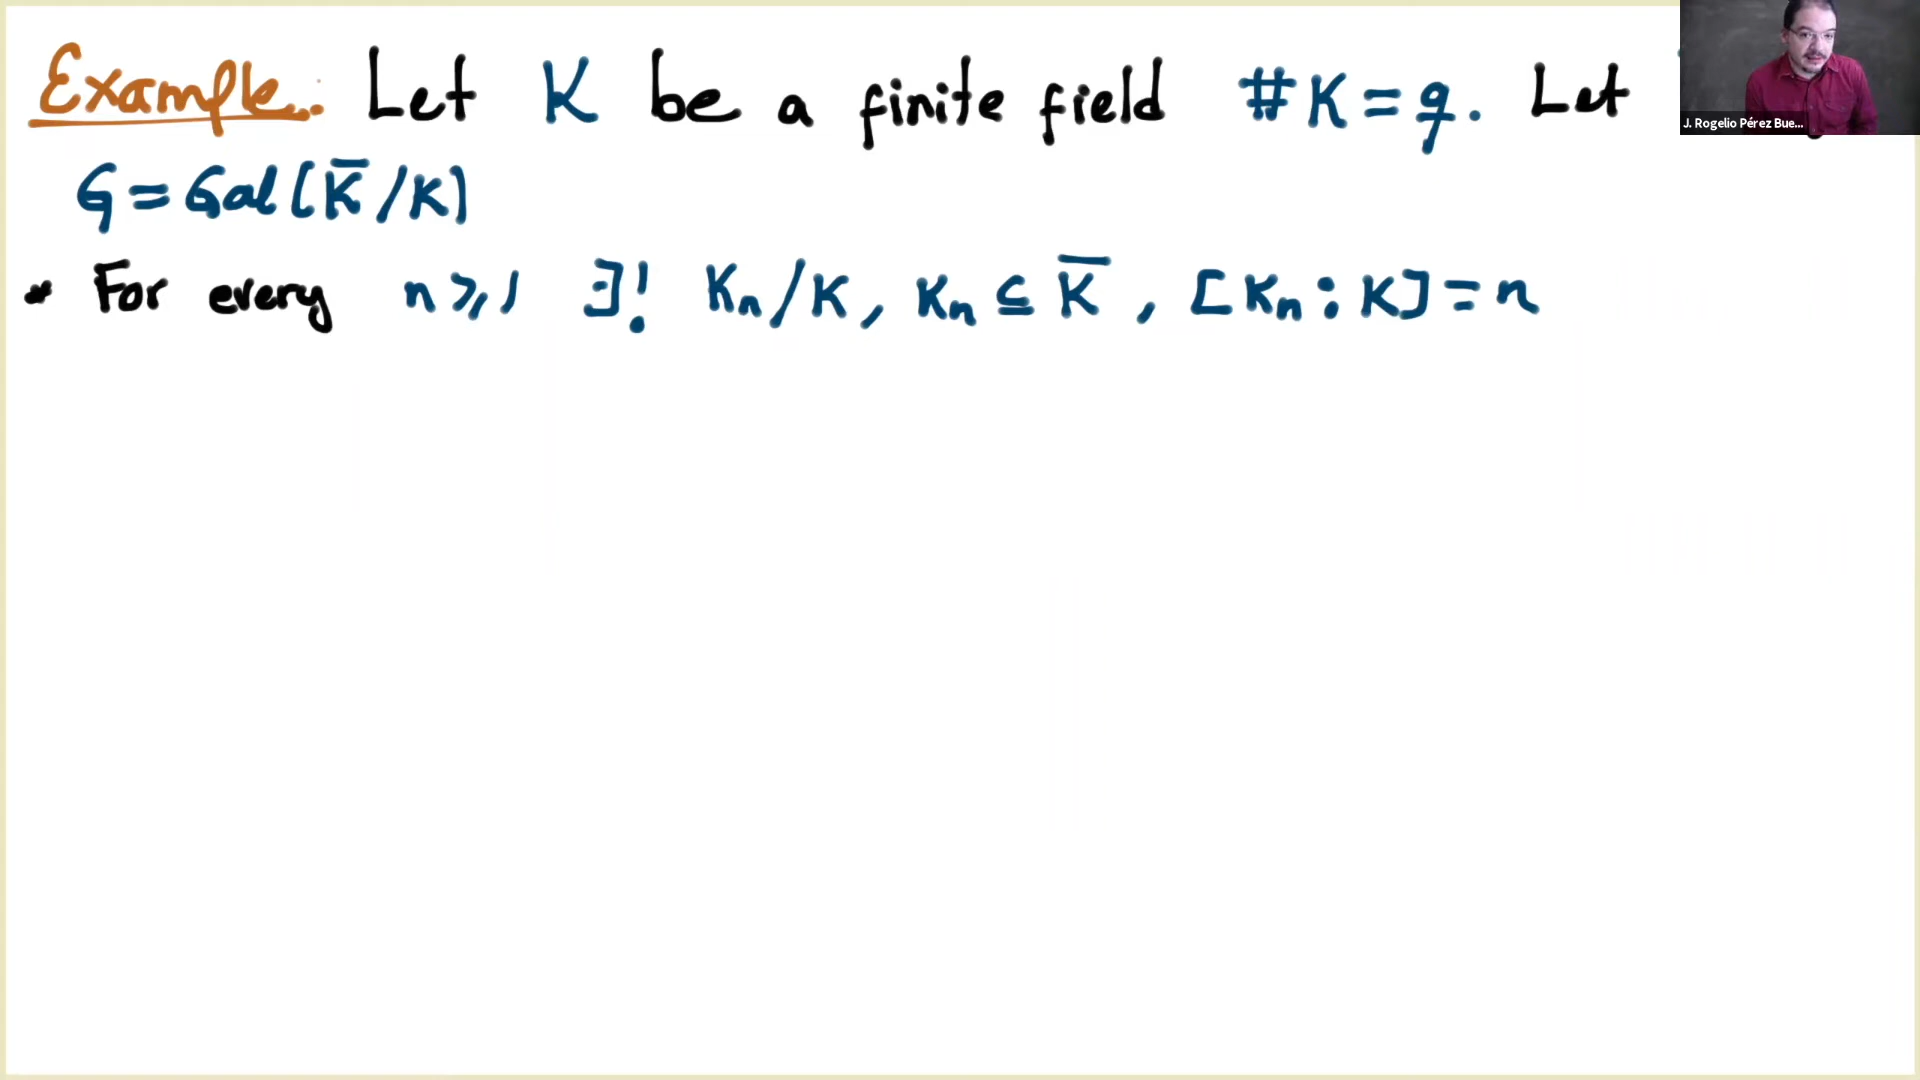 Example.: Let K be a finite field #K = q. Let
J. Rogelio Pérez Bue...
G = Gal(K̅/K)
* For every n ⩾ 1 ∃! Kₙ/K, Kₙ ⊆ K̅, [Kₙ : K] = n